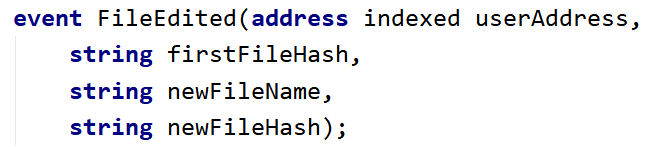 event FileEdited(address indexed userAddress,
    string firstFileHash,
    string newFileName,
    string newFileHash);